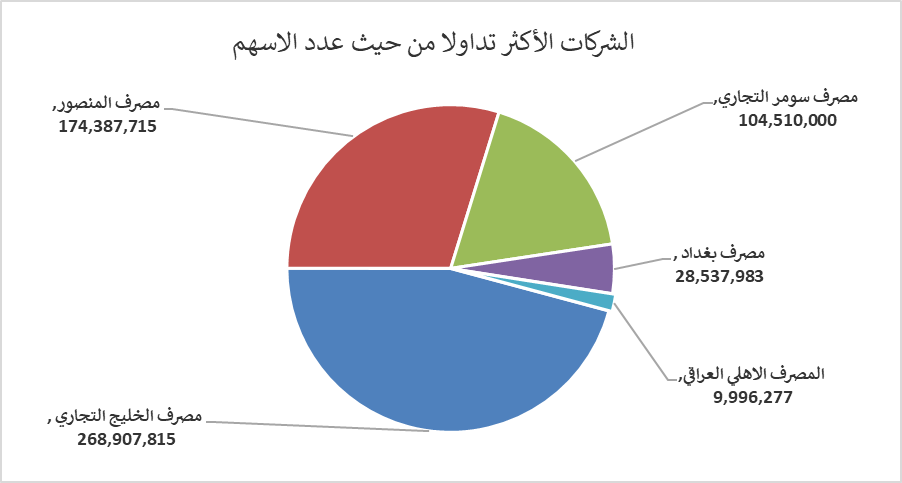 الشركات الأكثر تداولا من حيث عدد الاسهم
مصرف سومر التجاري,
104,510,000
مصرف المنصور,
174,387,715
مصرف بغداد ,
28,537,983
المصرف الاهلي العراقي,
9,996,277
مصرف الخليج التجاري ,
268,907,815